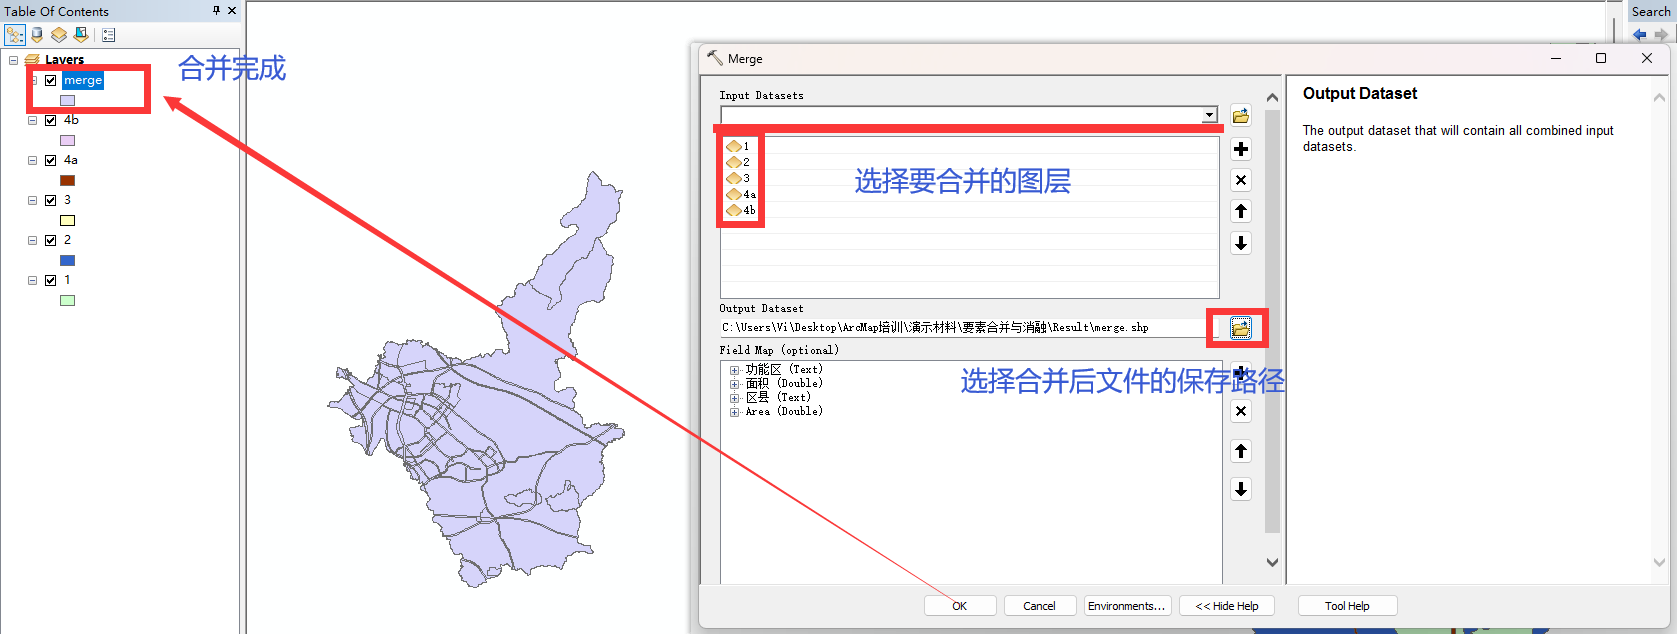 Table Of Contents
Layers
merge
4b
4a
3
2
1
合并完成
Search
Merge
Input Datasets
1
2
3
4a
4b
选择要合并的图层
Output Dataset
C:\Users\Vi\Desktop\ArcMap培训\演示材料\要素合并与消融\Result\merge.shp
Field Map (optional)
功能区 (Text)
面积 (Double)
区县 (Text)
Area (Double)
选择合并后文件的保存路径
OK
Cancel
Environments...
<< Hide Help
Output Dataset
The output dataset that will contain all combined input
datasets.
Tool Help